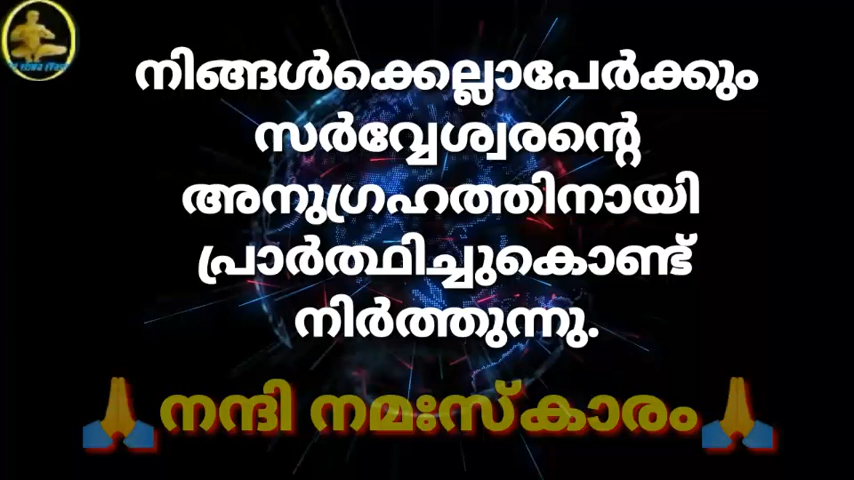 നിങ്ങൾക്കെല്ലാപേർക്കും
സർവ്വേശ്വരന്റെ
അനുഗ്രഹത്തിനായി
പ്രാർത്ഥിച്ചുകൊണ്ട്
നിർത്തുന്നു.
🙏നന്ദി നമഃസ്കാരം🙏